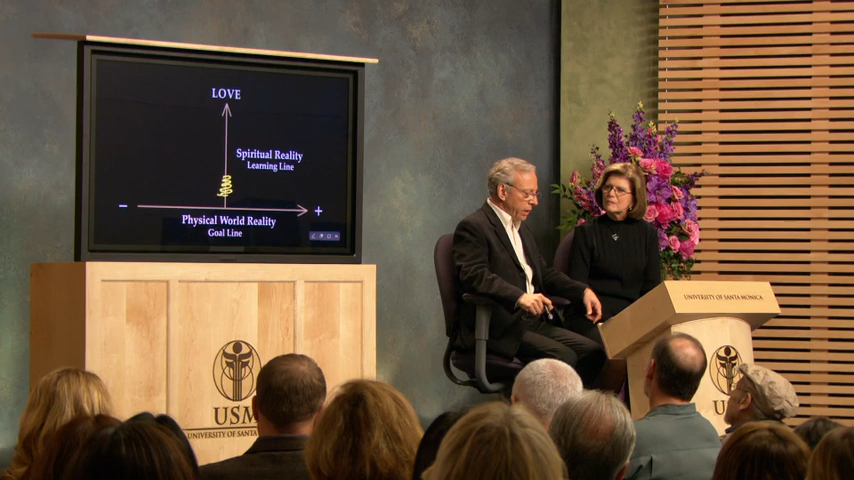 LOVE
Spiritual Reality
Learning Line
Physical World Reality
Goal Line
USM
UNIVERSITY OF SANTA
UNIVERSITY OF SANTA MONICA